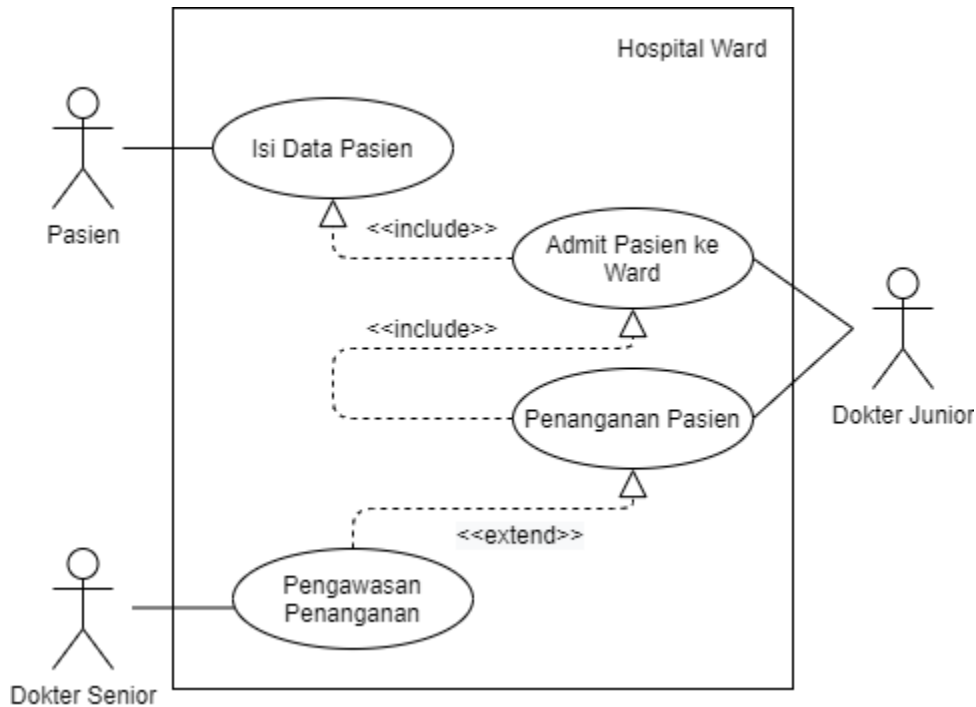 Hospital Ward
Isi Data Pasien
Pasien
<<include>>
Admit Pasien ke
Ward
<<include>>
Penanganan Pasien
Dokter Junior
<<extend>>
Pengawasan
Penanganan
Dokter Senior